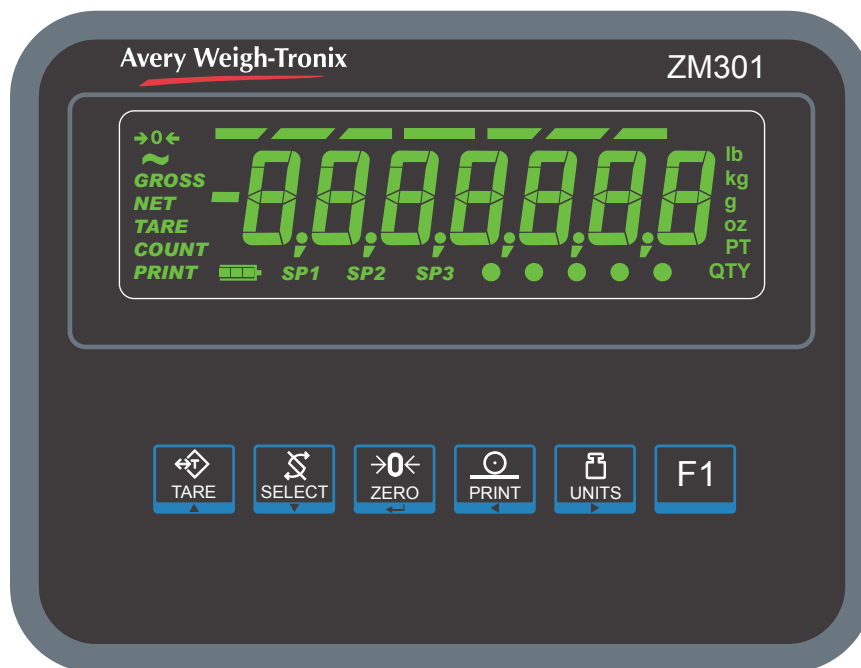 Avery Weigh-Tronix
ZM301
→0←
~
GROSS
NET
TARE
COUNT
PRINT
-8,8,8,8,8,8,8
SP1 SP2 SP3
lb
kg
g
oz
PT
QTY
TARE
SELECT
→0←
ZERO
PRINT
UNITS
F1